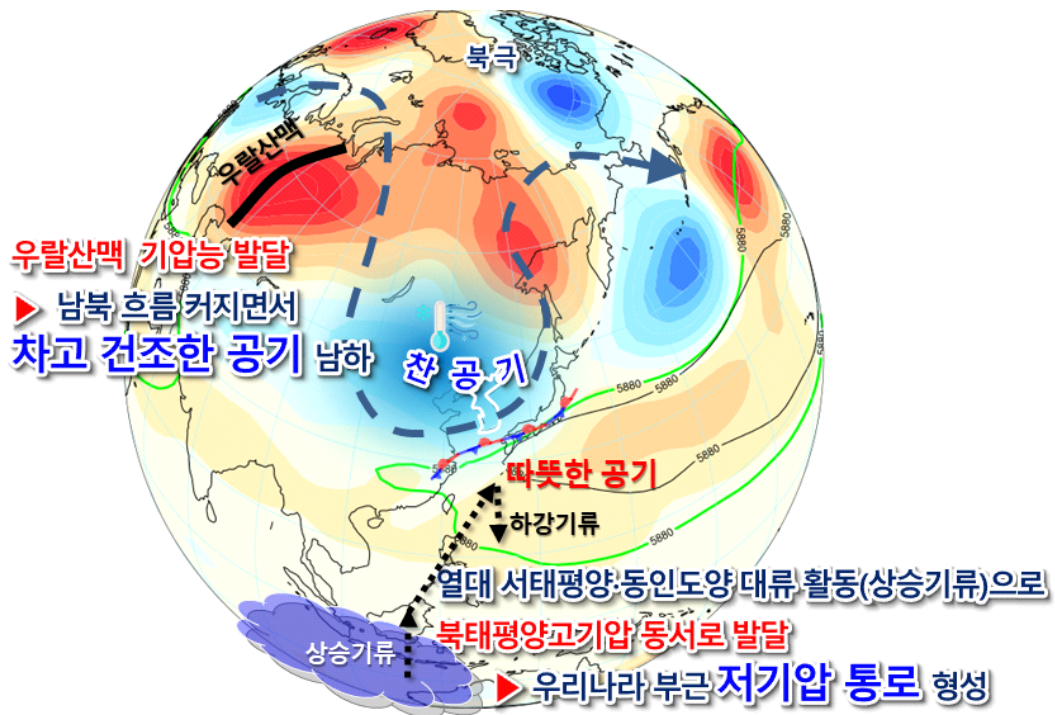 북극
우랄산맥
우랄산맥 기압능 발달
▶ 남북 흐름 커지면서
차고 건조한 공기 남하
찬 공기
따뜻한 공기
하강기류
열대 서태평양·동인도양 대류 활동(상승기류)으로
북태평양고기압 동서로 발달
▶ 우리나라 부근 저기압 통로 형성
상승기류
5880
5880
5880
5880
5880
5880